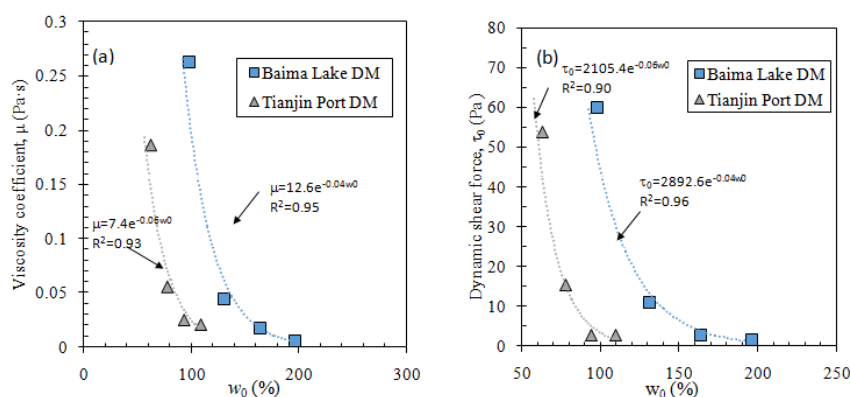 (a)
0.3
0.25
0.2
0.15
0.1
0.05
0
0
100
200
300
Viscosity coefficient, μ (Pa·s)
w₀ (%)
Baima Lake DM
Tianjin Port DM
μ=12.6e^-0.04w0
R²=0.95
μ=7.4e^-0.06w0
R²=0.93
(b)
80
70
60
50
40
30
20
10
0
50
100
150
200
250
Dynamic shear force, τ₀ (Pa)
w₀ (%)
τ₀=2105.4e^-0.06w0
R²=0.90
Baima Lake DM
Tianjin Port DM
τ₀=2892.6e^-0.04w0
R²=0.96